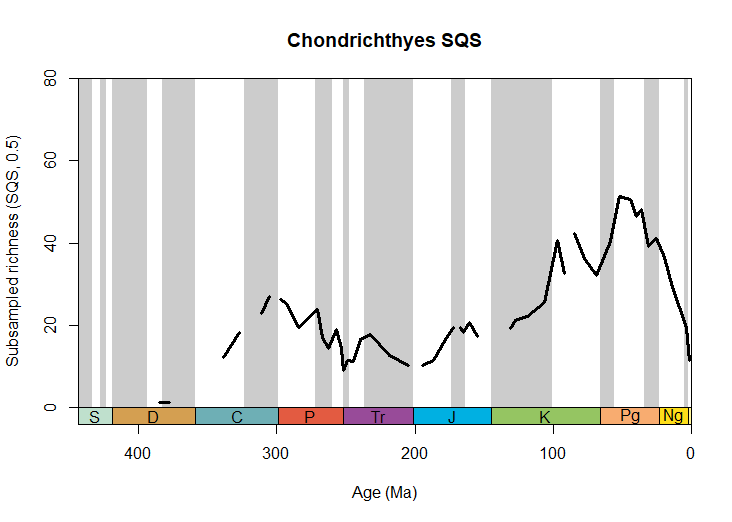 Chondrichthyes SQS
Subsampled richness (SQS, 0.5)
80
60
40
20
0
S D C P Tr J K Pg Ng
400 300 200 100 0
Age (Ma)